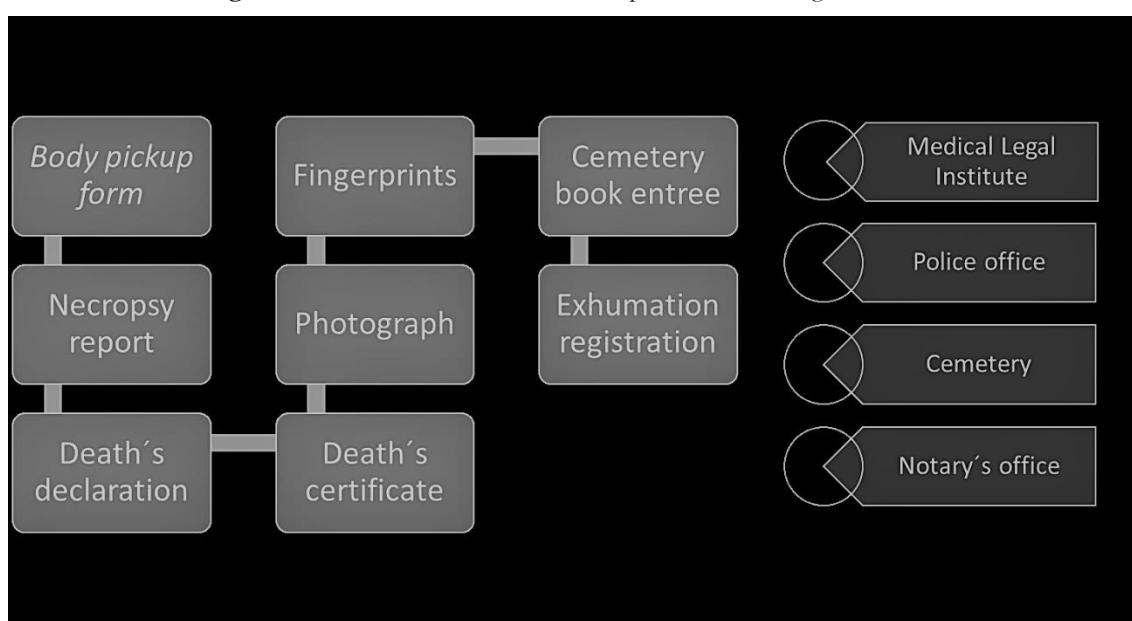 Body pickup
form
Necropsy
report
Death´s
declaration
Death´s
certificate
Photograph
Fingerprints
Cemetery
book entree
Exhumation
registration
Medical Legal
Institute
Police office
Cemetery
Notary´s office